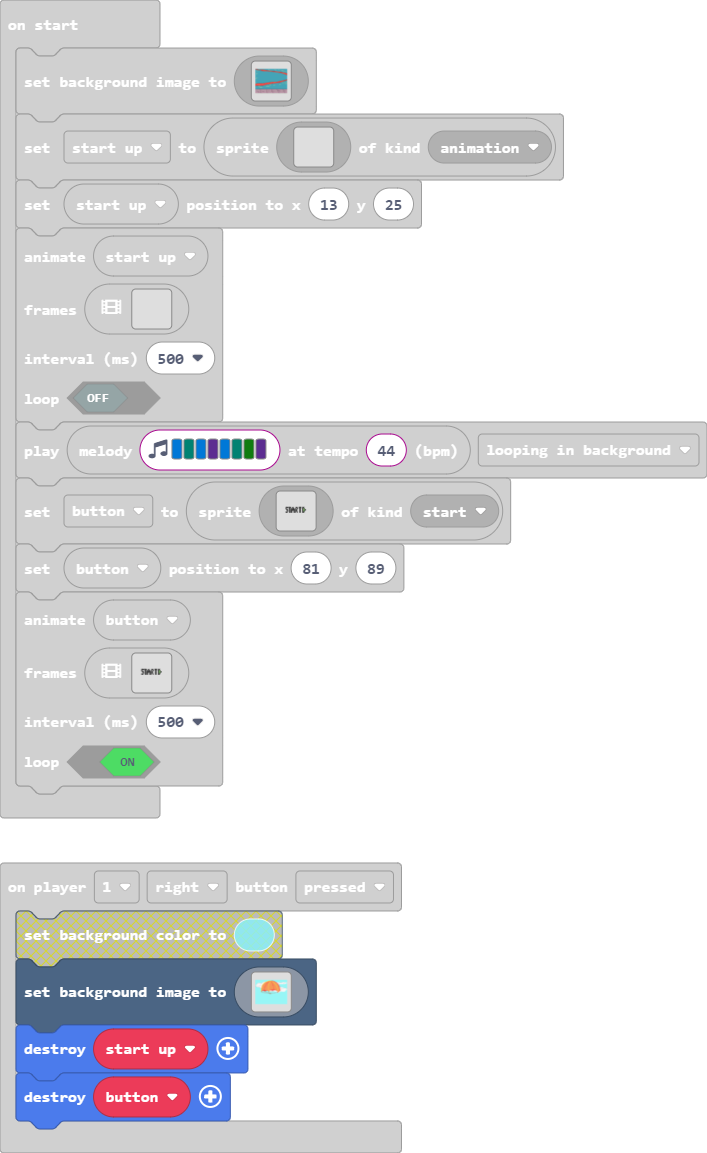 on start
set background image to
set start up to sprite of kind animation
set start up position to x 13 y 25
animate start up
frames
interval (ms) 500
loop OFF
play melody at tempo 44 (bpm) looping in background
set button to sprite START of kind start
set button position to x 81 y 89
animate button
frames START
interval (ms) 500
loop ON
on player 1 right button pressed
set background color to
set background image to
destroy start up
destroy button